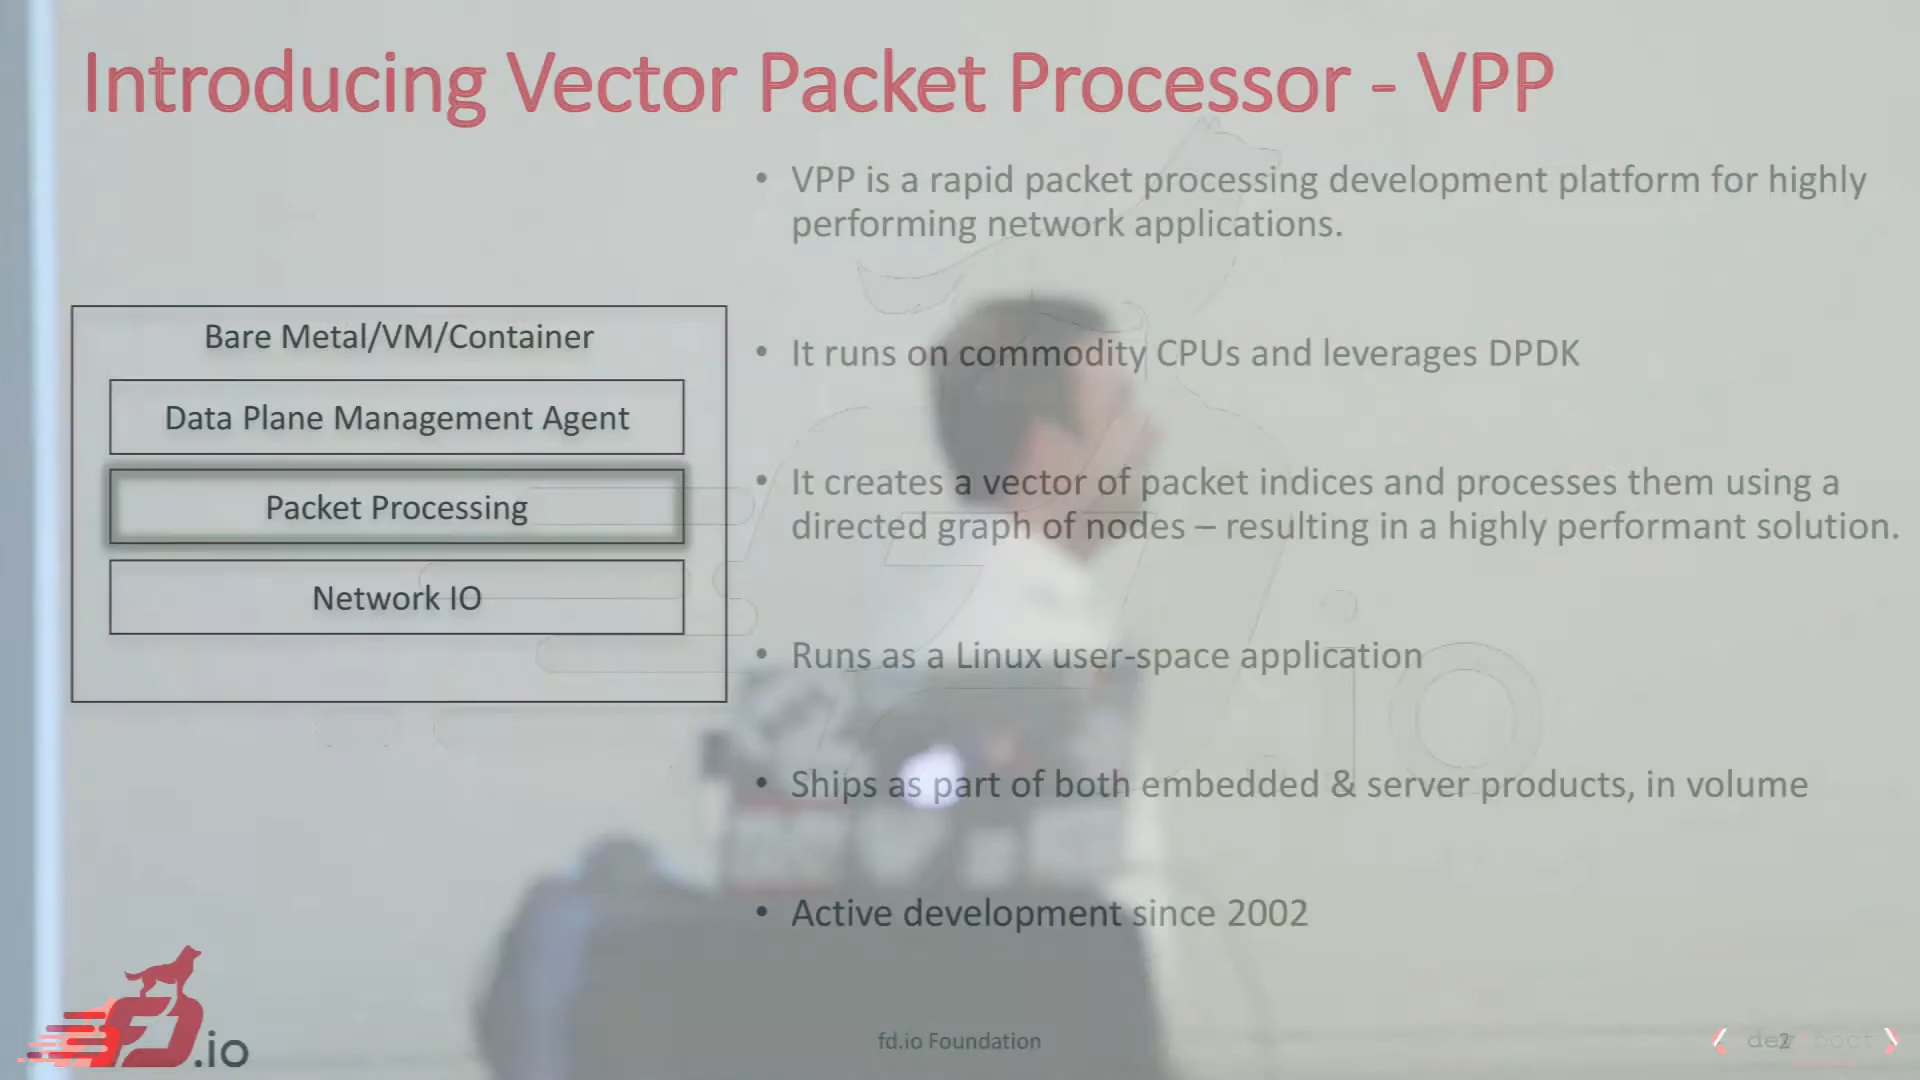 Introducing Vector Packet Processor - VPP
• VPP is a rapid packet processing development platform for highly
performing network applications.
Bare Metal/VM/Container
Data Plane Management Agent
Packet Processing
Network IO
• It runs on commodity CPUs and leverages DPDK
• It creates a vector of packet indices and processes them using a
directed graph of nodes – resulting in a highly performant solution.
• Runs as a Linux user-space application
• Ships as part of both embedded & server products, in volume
• Active development since 2002
.io
fd.io Foundation
2